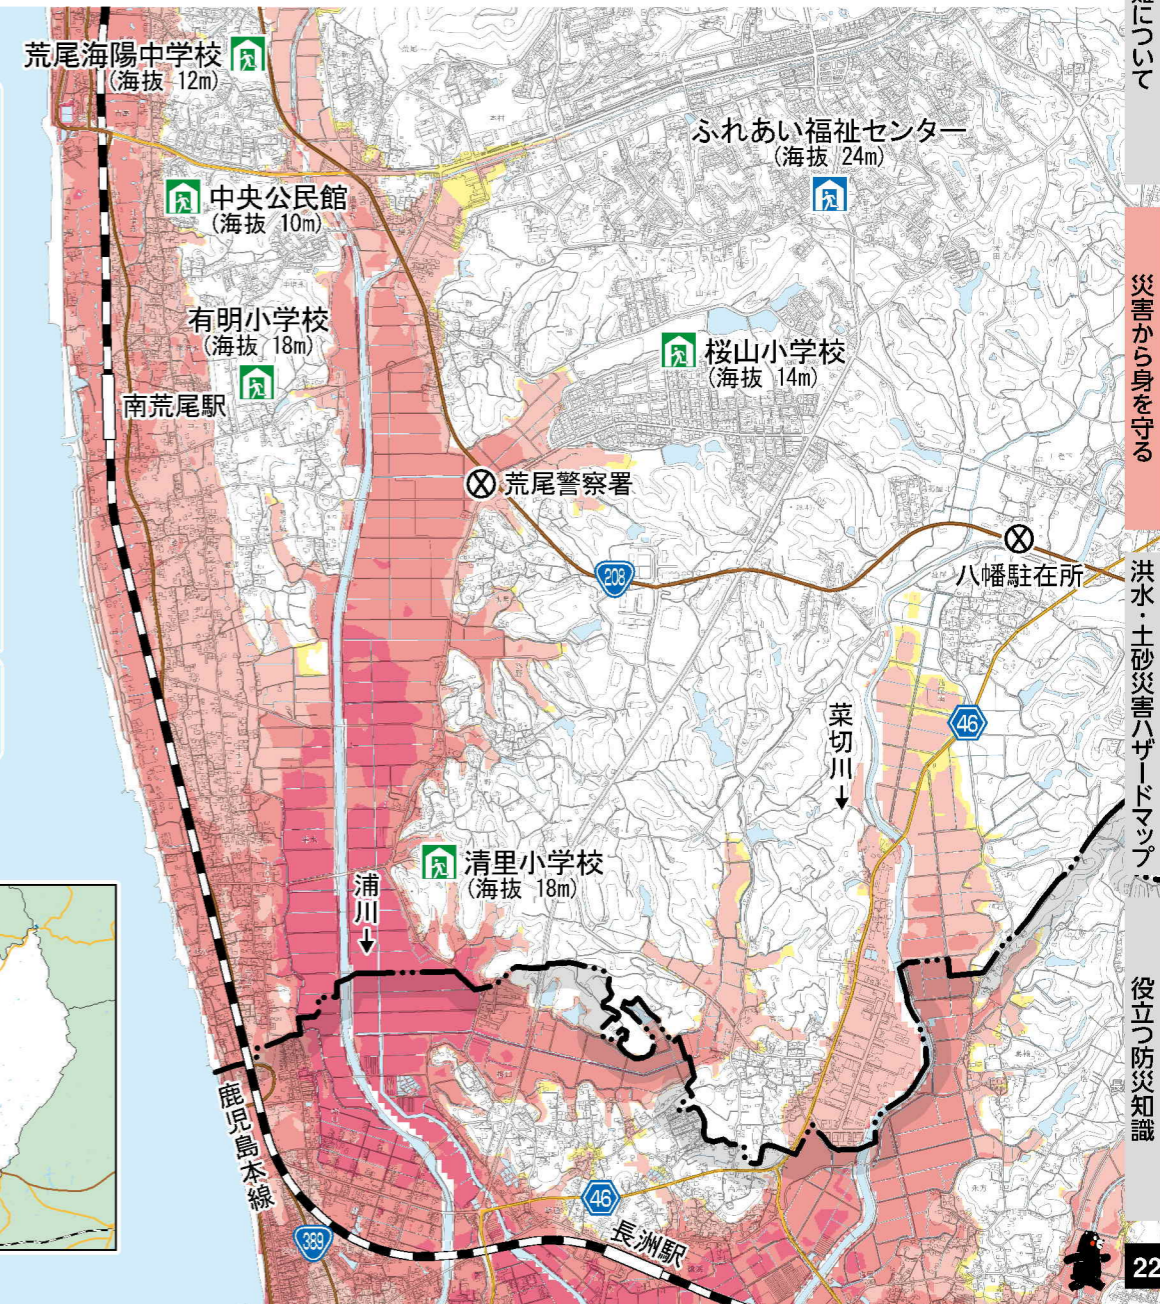 荒尾海陽中学校
(海抜 12m)
ふれあい福祉センター
(海抜 24m)
中央公民館
(海抜 10m)
有明小学校
(海抜 18m)
桜山小学校
(海抜 14m)
南荒尾駅
荒尾警察署
208
八幡駐在所
菜切川
46
清里小学校
(海抜 18m)
浦川
鹿児島本線
46
389
長洲駅
について
災害から身を守る
洪水・土砂災害ハザードマップ
役立つ防災知識
22